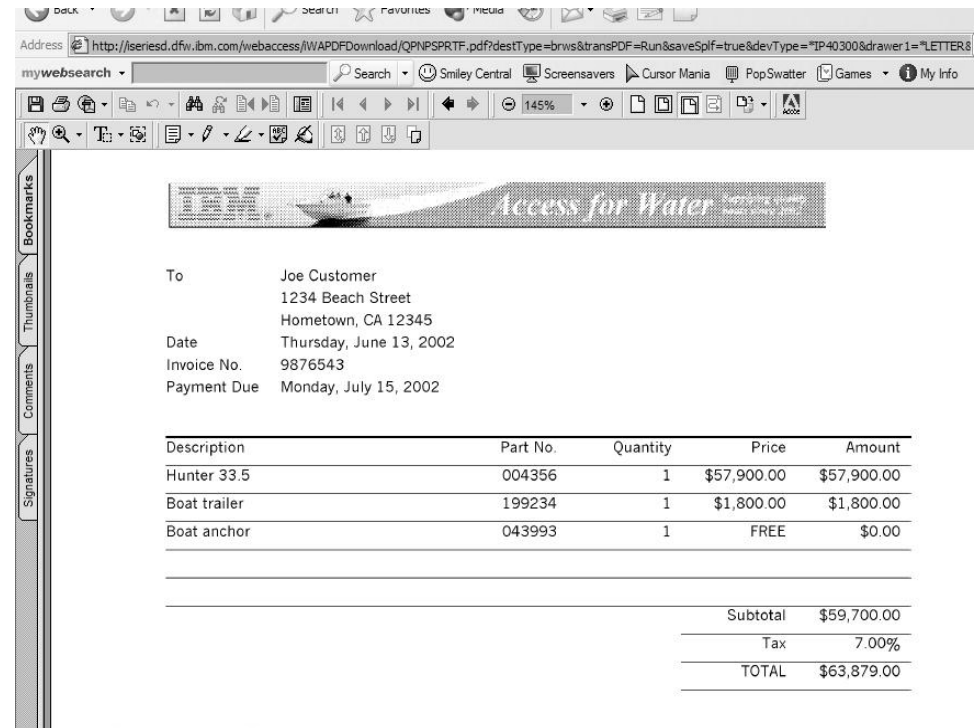 Back Search Favorites Media
Address http://iseriesd.dfw.ibm.com/webaccess/iWAPDFDownload/QPNPSPRTF.pdf?destType=brws&transPDF=Run&saveSplf=true&devType=*IP40300&drawer1=*LETTER&
mywebsearch Search Smiley Central Screensavers Cursor Mania PopSwatter Games My Info
145%
Adobe
Bookmarks
Thumbnails
Comments
Signatures
IBM Access for Water
To Joe Customer
1234 Beach Street
Hometown, CA 12345
Date Thursday, June 13, 2002
Invoice No. 9876543
Payment Due Monday, July 15, 2002
Description Part No. Quantity Price Amount
Hunter 33.5 004356 1 $57,900.00 $57,900.00
Boat trailer 199234 1 $1,800.00 $1,800.00
Boat anchor 043993 1 FREE $0.00
Subtotal $59,700.00
Tax 7.00%
TOTAL $63,879.00